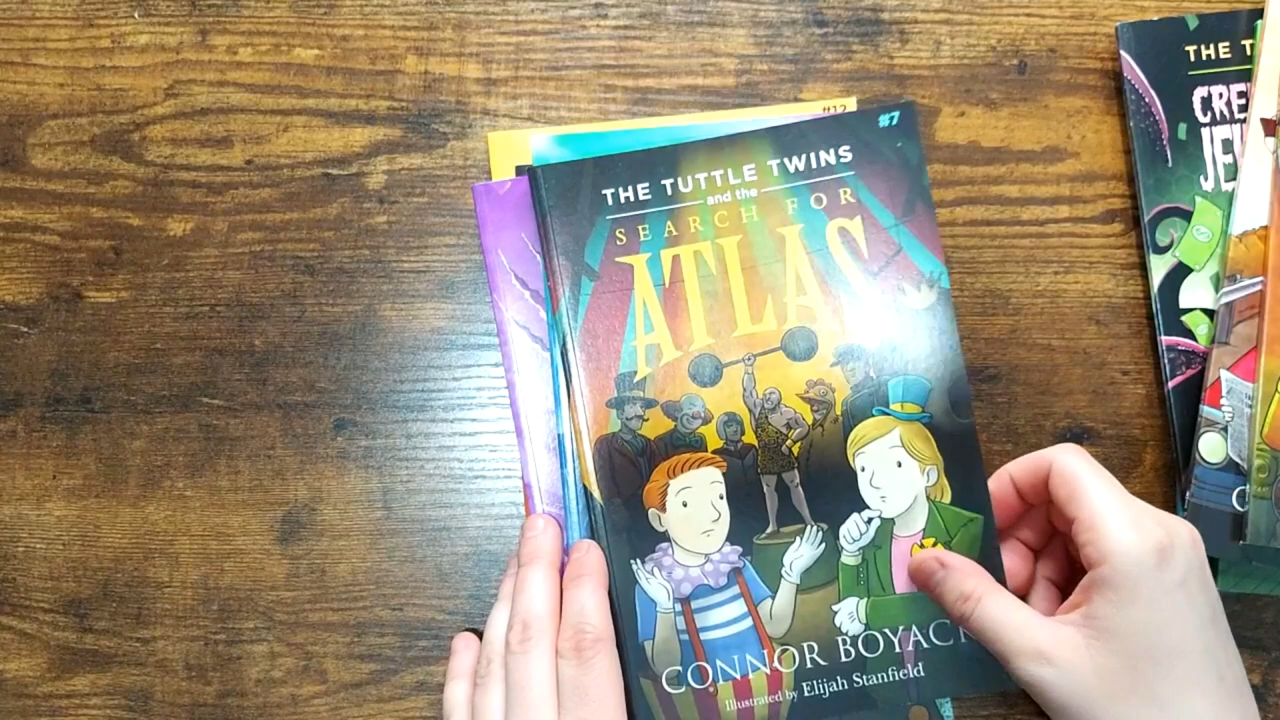 #12
#7
THE TUTTLE TWINS
and the
SEARCH FOR
ATLAS
CONNOR BOYACK
Illustrated by Elijah Stanfield
THE T
CRE
JE